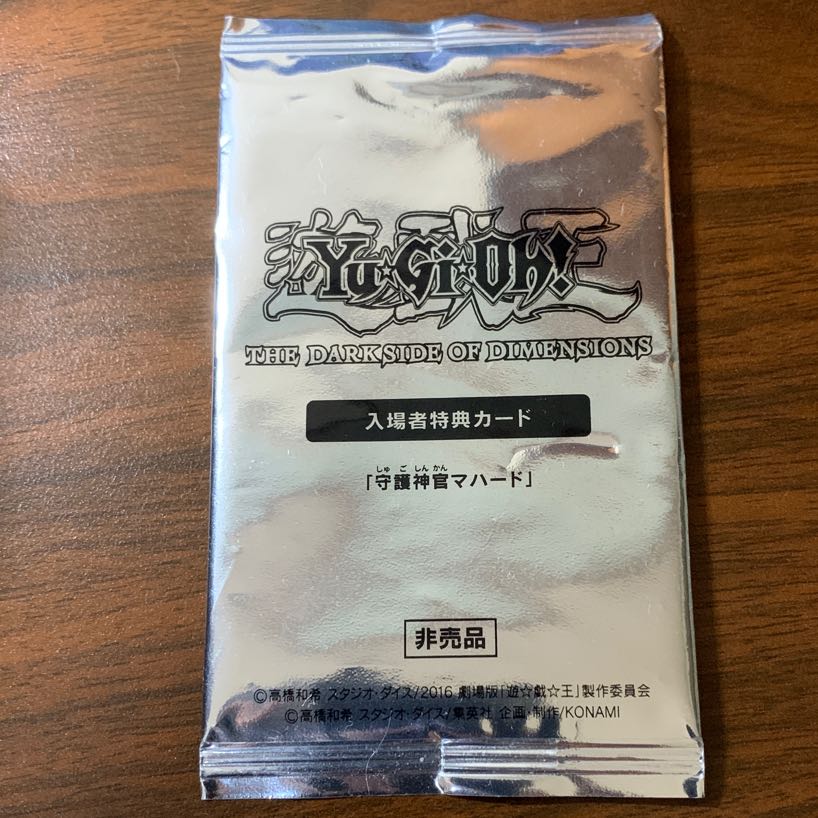 遊戯王
Yu☆Gi☆Oh!
THE DARKSIDE OF DIMENSIONS
入場者特典カード
しゅごしんかん
「守護神官マハード」
非売品
©高橋和希 スタジオ・ダイス/2016 劇場版「遊☆戯☆王」製作委員会
©高橋和希 スタジオ・ダイス/集英社 企画・制作/KONAMI